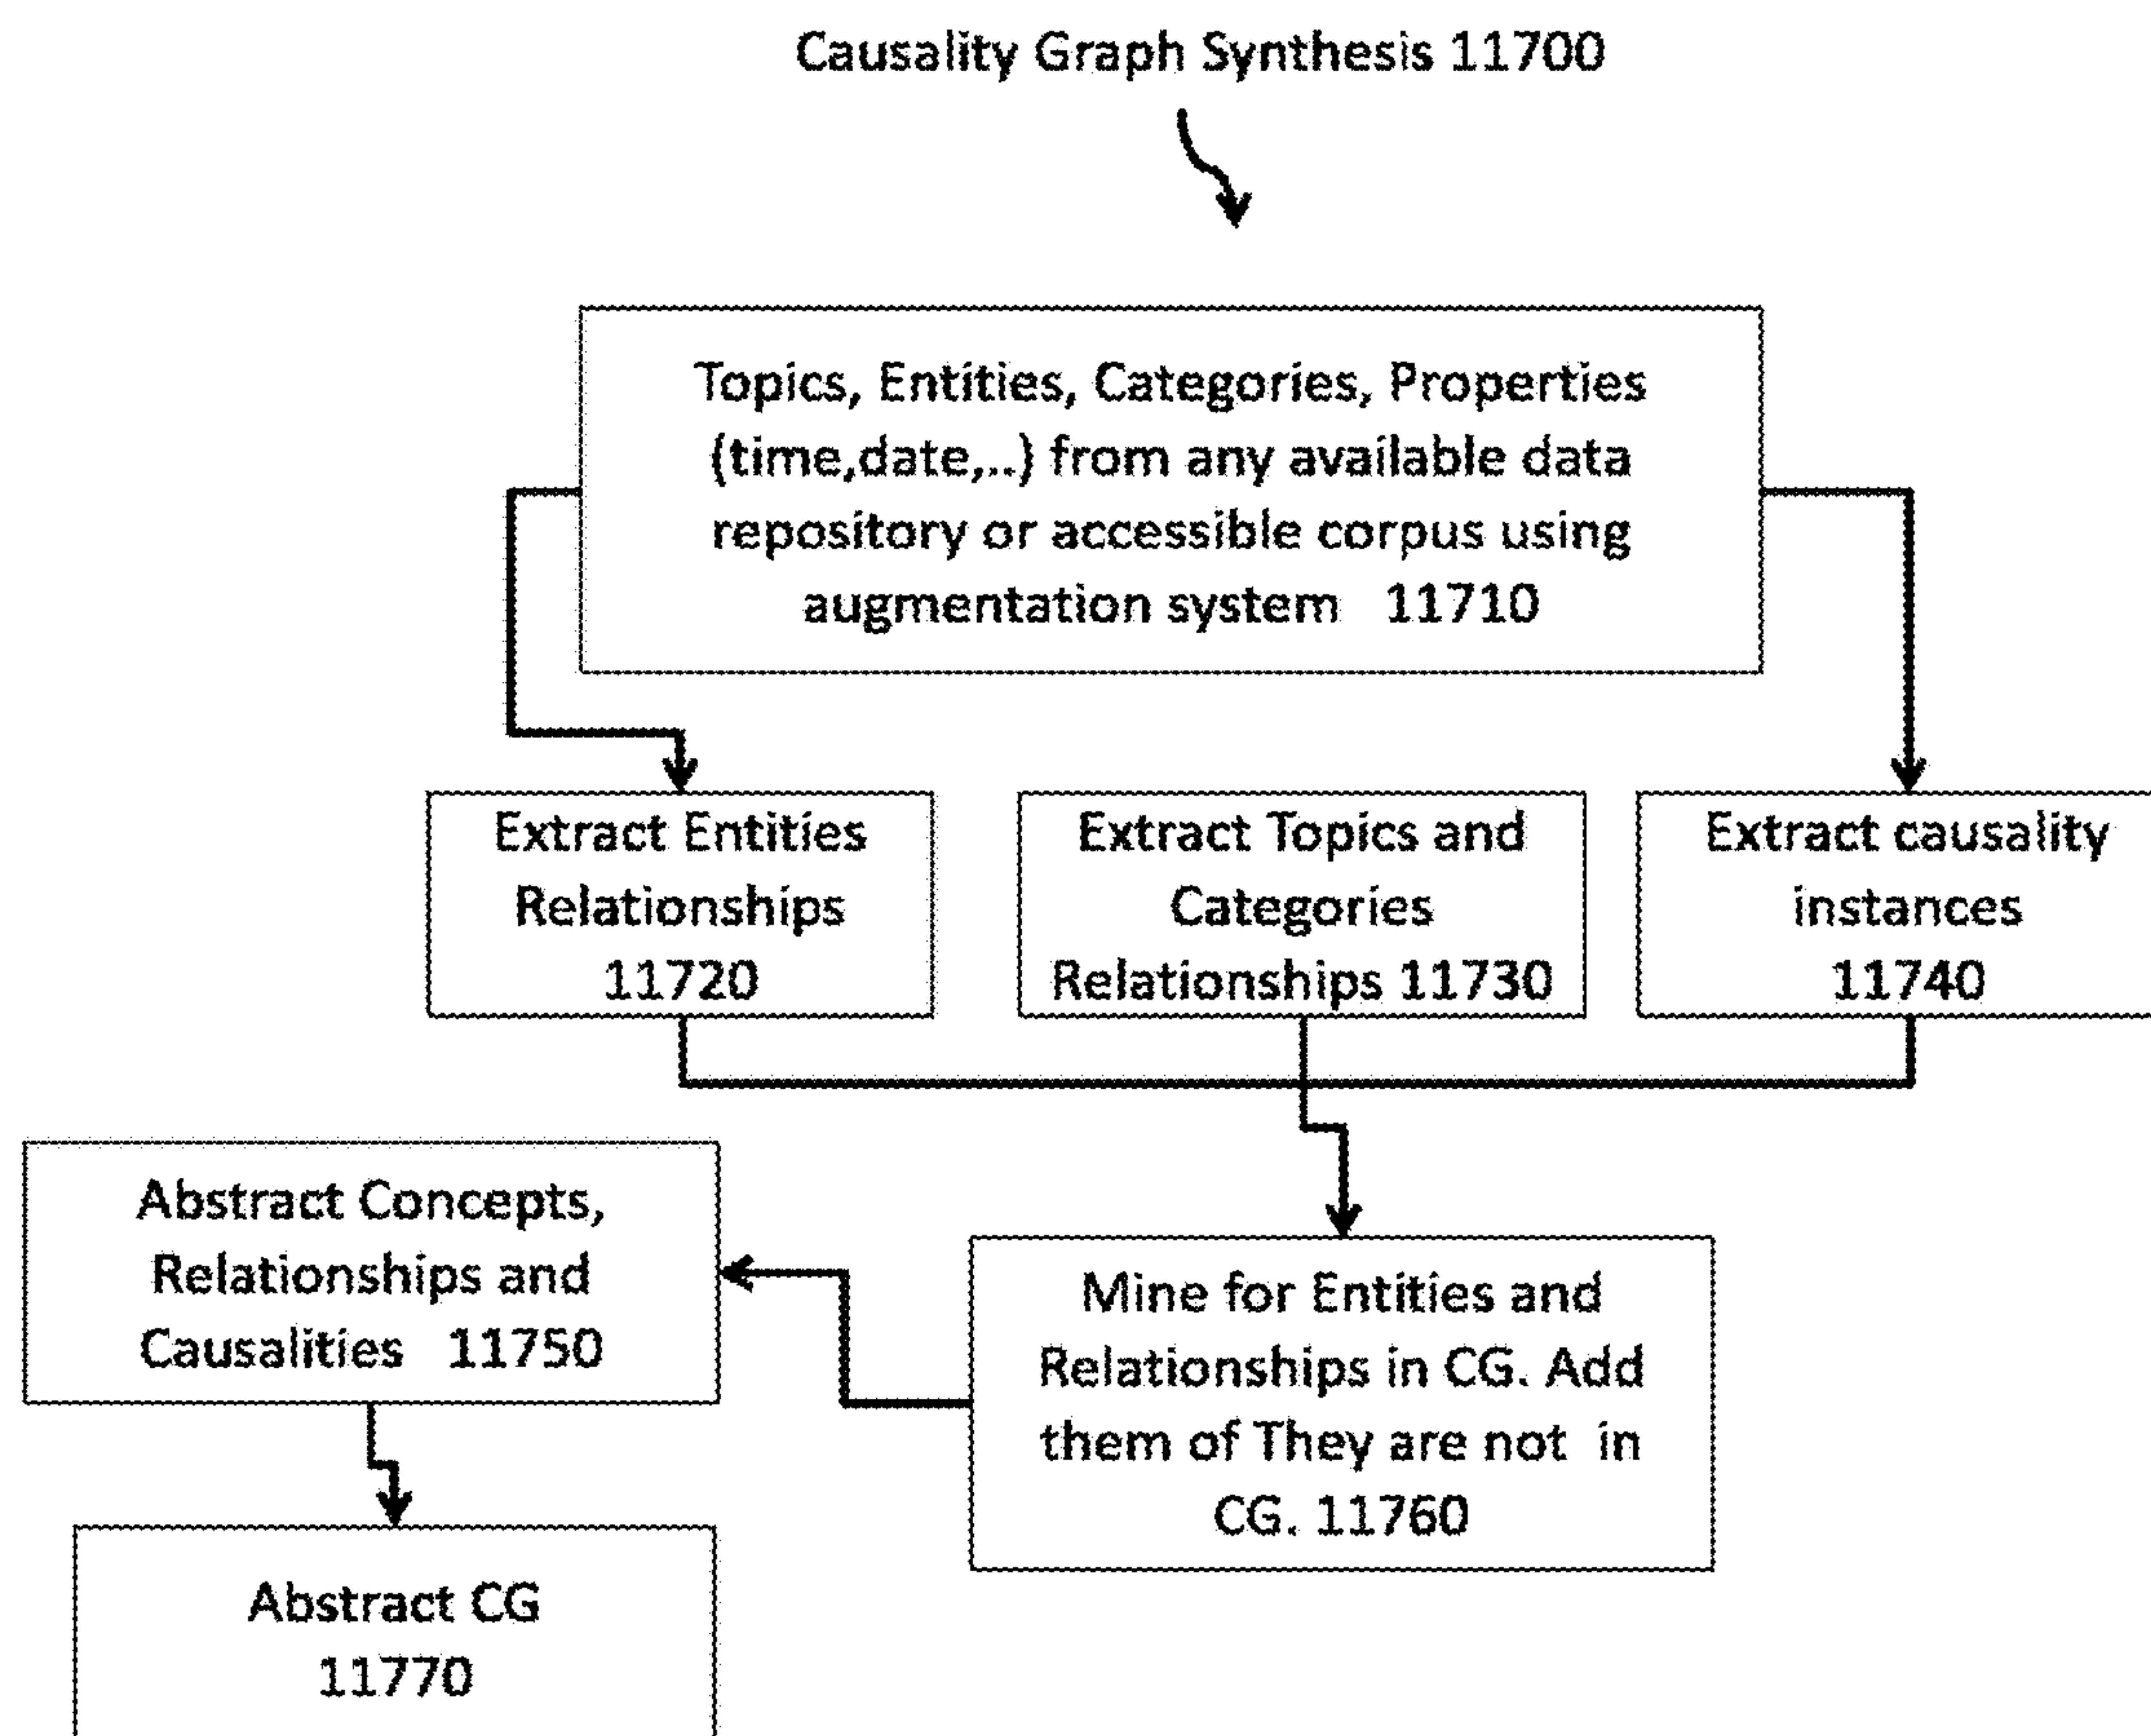 Causality Graph Synthesis 11700
Topics, Entities, Categories, Properties
(time,date,..) from any available data
repository or accessible corpus using
augmentation system 11710
Extract Entities
Relationships
11720
Extract Topics and
Categories
Relationships 11730
Extract causality
instances
11740
Abstract Concepts,
Relationships and
Causalities 11750
Mine for Entities and
Relationships in CG. Add
them of They are not in
CG. 11760
Abstract CG
11770